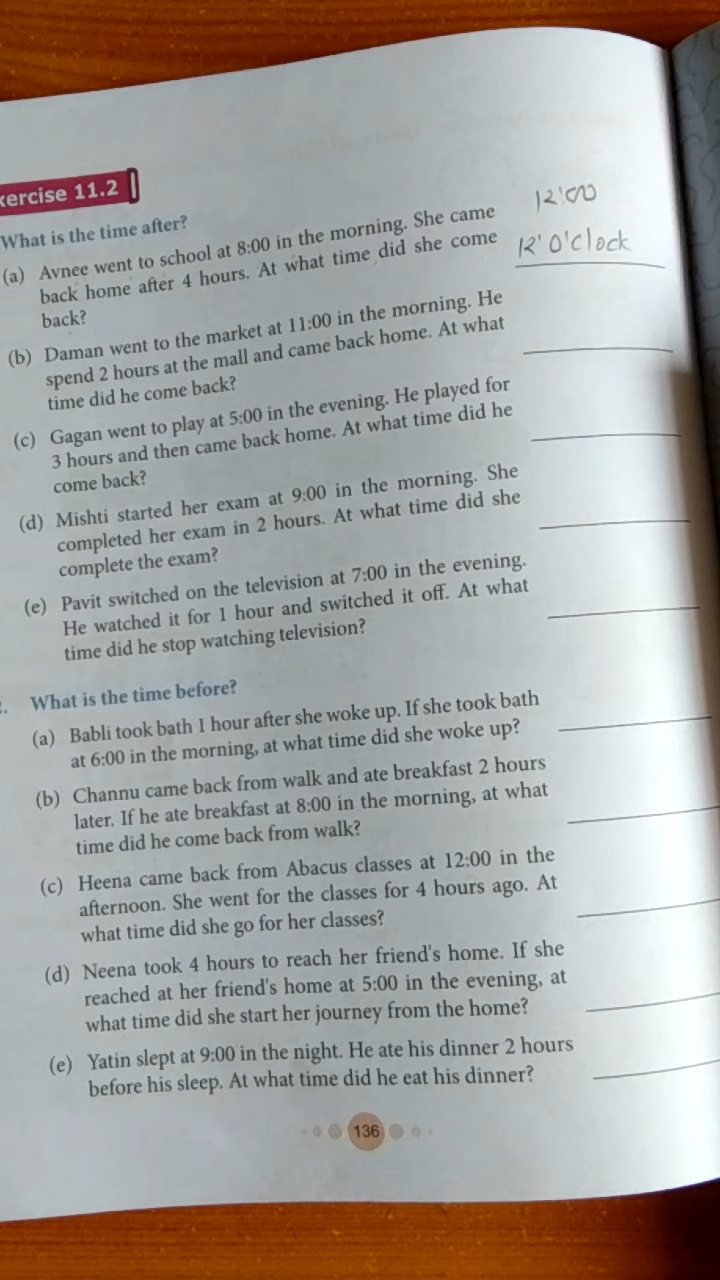 xercise 11.2
What is the time after?
12:00
(a) Avnee went to school at 8:00 in the morning. She came
back home after 4 hours. At what time did she come
12' O'clock
back?
(b) Daman went to the market at 11:00 in the morning. He
spend 2 hours at the mall and came back home. At what
time did he come back?
(c) Gagan went to play at 5:00 in the evening. He played for
3 hours and then came back home. At what time did he
come back?
(d) Mishti started her exam at 9:00 in the morning. She
completed her exam in 2 hours. At what time did she
complete the exam?
(e) Pavit switched on the television at 7:00 in the evening.
He watched it for 1 hour and switched it off. At what
time did he stop watching television?
What is the time before?
(a) Babli took bath 1 hour after she woke up. If she took bath
at 6:00 in the morning, at what time did she woke up?
(b) Channu came back from walk and ate breakfast 2 hours
later. If he ate breakfast at 8:00 in the morning, at what
time did he come back from walk?
(c) Heena came back from Abacus classes at 12:00 in the
afternoon. She went for the classes for 4 hours ago. At
what time did she go for her classes?
(d) Neena took 4 hours to reach her friend's home. If she
reached at her friend's home at 5:00 in the evening, at
what time did she start her journey from the home?
(e) Yatin slept at 9:00 in the night. He ate his dinner 2 hours
before his sleep. At what time did he eat his dinner?
136